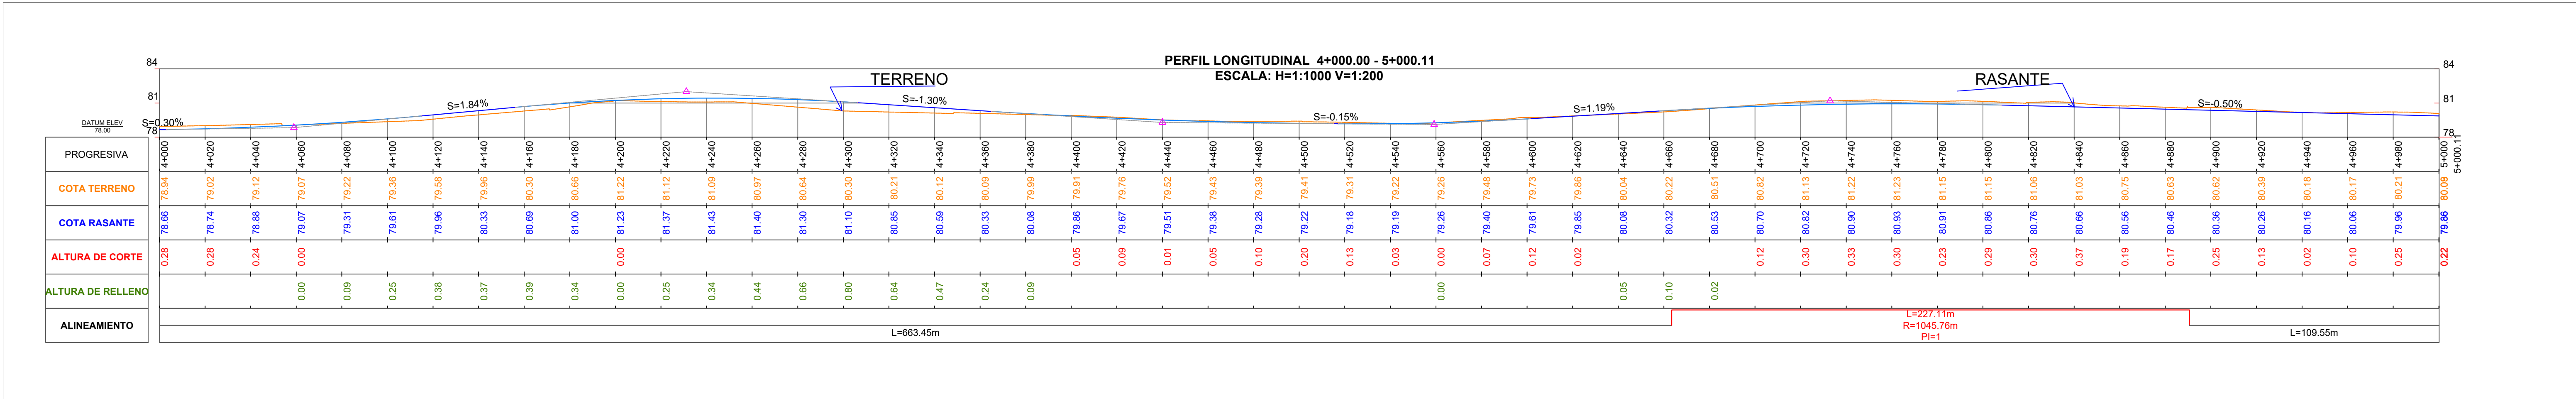 PERFIL LONGITUDINAL 4+000.00 - 5+000.11
ESCALA: H=1:1000 V=1:200
84
84
TERRENO
RASANTE
81
81
S=0.30%
S=1.84%
S=-1.30%
S=-0.15%
S=1.19%
S=-0.50%
DATUM ELEV
78.00
78
78
PROGRESIVA 4+000 4+020 4+040 4+060 4+080 4+100 4+120 4+140 4+160 4+180 4+200 4+220 4+240 4+260 4+280 4+300 4+320 4+340 4+360 4+380 4+400 4+420 4+440 4+460 4+480 4+500 4+520 4+540 4+560 4+580 4+600 4+620 4+640 4+660 4+680 4+700 4+720 4+740 4+760 4+780 4+800 4+820 4+840 4+860 4+880 4+900 4+920 4+940 4+960 4+980 5+000 5+000.11
COTA TERRENO 78.94 79.02 79.12 79.07 79.22 79.36 79.58 79.96 80.30 80.66 81.22 81.12 81.09 80.97 80.64 80.30 80.21 80.12 80.09 79.99 79.91 79.76 79.52 79.43 79.39 79.41 79.31 79.22 79.26 79.48 79.73 79.86 80.04 80.22 80.51 80.82 81.13 81.22 81.23 81.15 81.15 81.06 81.03 80.75 80.63 80.62 80.39 80.18 80.17 80.21
COTA RASANTE 78.66 78.74 78.88 79.07 79.31 79.61 79.96 80.33 80.69 81.00 81.23 81.37 81.43 81.40 81.30 81.10 80.85 80.59 80.33 80.08 79.86 79.67 79.51 79.38 79.28 79.22 79.18 79.19 79.26 79.40 79.61 79.85 80.08 80.32 80.53 80.70 80.82 80.90 80.93 80.91 80.86 80.76 80.66 80.56 80.46 80.36 80.26 80.16 80.06 79.96
ALTURA DE CORTE 0.28 0.28 0.24 0.00 0.00 0.05 0.09 0.01 0.05 0.10 0.20 0.13 0.03 0.00 0.07 0.12 0.02 0.12 0.30 0.33 0.30 0.23 0.29 0.30 0.37 0.19 0.17 0.25 0.13 0.02 0.10 0.25 0.22
ALTURA DE RELLENO 0.00 0.09 0.25 0.38 0.37 0.39 0.34 0.00 0.25 0.34 0.44 0.66 0.80 0.64 0.47 0.24 0.09 0.00 0.05 0.10 0.02
ALINEAMIENTO
L=663.45m
L=227.11m
R=1045.76m
PI=1
L=109.55m